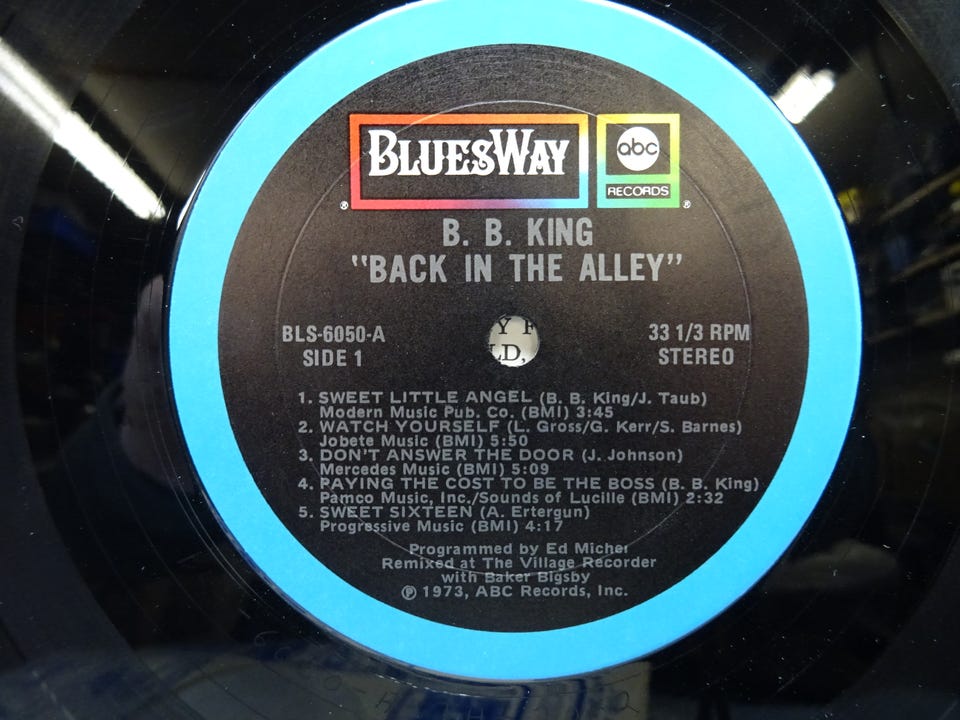 BLUESWAY
abc
RECORDS
®
®
B. B. KING
"BACK IN THE ALLEY"
BLS-6050-A
SIDE 1
Y F
LD,
33 1/3 RPM
STEREO
1. SWEET LITTLE ANGEL (B. B. King/J. Taub)
Modern Music Pub. Co. (BMI) 3:45
2. WATCH YOURSELF (L. Gross/G. Kerr/S. Barnes)
Jobete Music (BMI) 5:50
3. DON'T ANSWER THE DOOR (J. Johnson)
Mercedes Music (BMI) 5:09
4. PAYING THE COST TO BE THE BOSS (B. B. King)
Pamco Music, Inc./Sounds of Lucille (BMI) 2:32
5. SWEET SIXTEEN (A. Ertergun)
Progressive Music (BMI) 4:17
Programmed by Ed Michel
Remixed at The Village Recorder
with Baker Bigsby
℗ 1973, ABC Records, Inc.